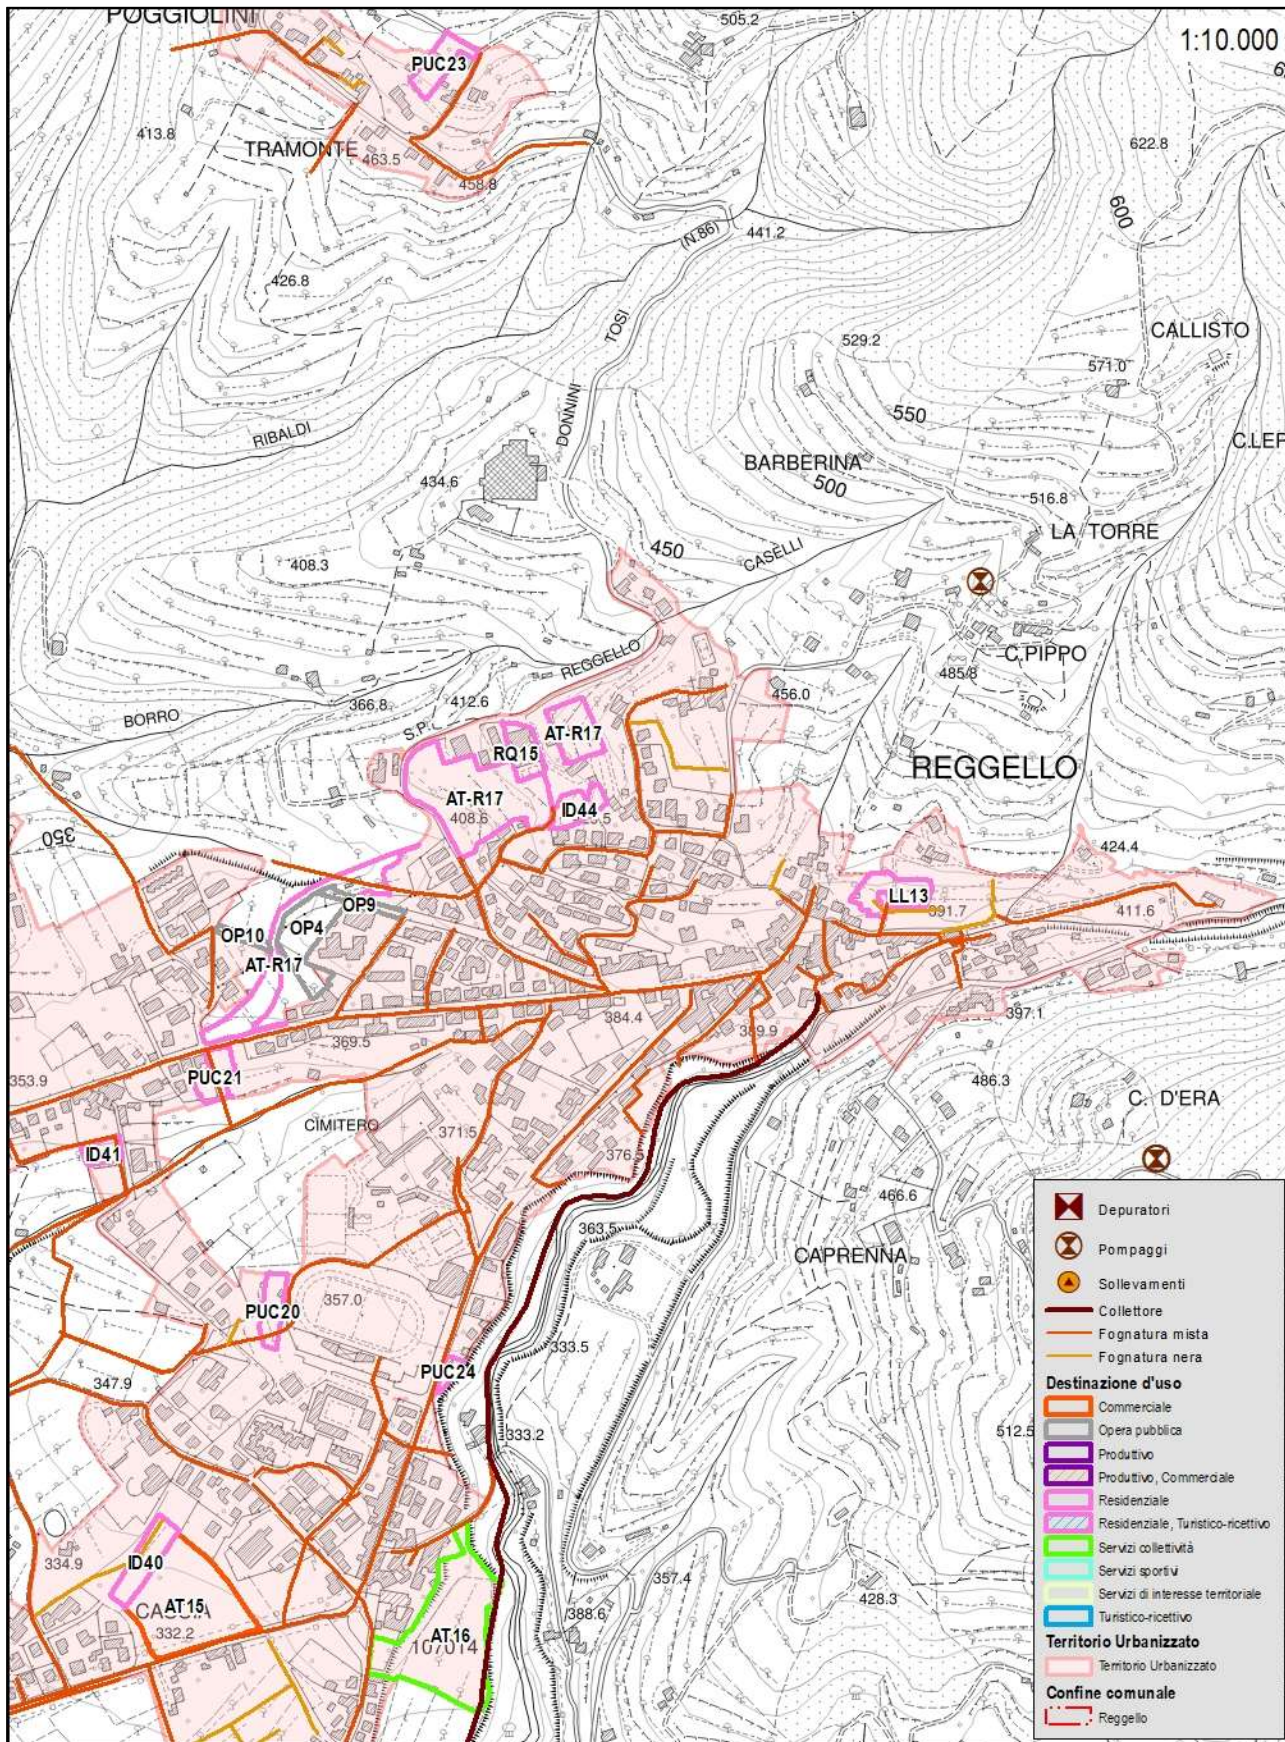 POGGIOLINI
505.2
1:10.000
PUC23
413.8
TRAMONTE
463.5
458.8
622.8
600
(N.86)
441.2
426.8
TOSI
CALLISTO
529.2
571.0
550
DONNINI
RIBALDI
BARBERINA
500
434.6
516.8
LA TORRE
450
CASELLI
408.3
REGGELLO
C.PIPPO
485.8
456.0
412.6
366.8
BORRO
S.P.
AT-R17
RQ15
REGGELLO
AT-R17
408.6
ID44
350
424.4
LL13
391.7
411.6
OP9
OP4
OP10
AT-R17
384.4
389.9
397.1
369.5
353.9
PUC21
486.3
C. D'ERA
CIMITERO
371.5
376.5
ID41
466.6
363.5
CAPRENNA
357.0
PUC20
333.5
PUC24
347.9
333.2
512.5
334.9
ID40
357.4
428.3
388.6
AT15
CASCIA
332.2
AT16
107014
Depuratori
Pompaggi
Sollevamenti
Collettore
Fognatura mista
Fognatura nera
Destinazione d'uso
Commerciale
Opera pubblica
Produttivo
Produttivo, Commerciale
Residenziale
Residenziale, Turistico-ricettivo
Servizi collettività
Servizi sportivi
Servizi di interesse territoriale
Turistico-ricettivo
Territorio Urbanizzato
Territorio Urbanizzato
Confine comunale
Reggello